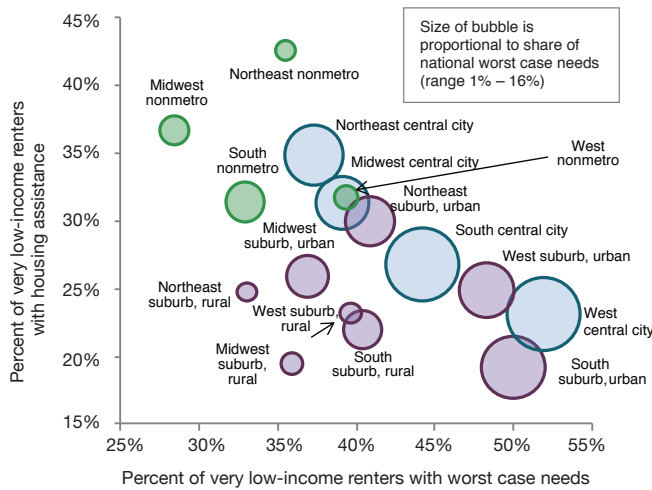 45%
40%
35%
30%
25%
20%
15%
25%
30%
35%
40%
45%
50%
55%
Percent of very low-income renters
with housing assistance
Percent of very low-income renters with worst case needs
Size of bubble is
proportional to share of
national worst case needs
(range 1% – 16%)
Northeast nonmetro
Midwest
nonmetro
Northeast central city
West
nonmetro
South
nonmetro
Midwest central city
Northeast
suburb, urban
Midwest
suburb, urban
South central city
West suburb, urban
Northeast
suburb, rural
West suburb,
rural
West
central city
Midwest
suburb,
rural
South
suburb, rural
South
suburb,urban